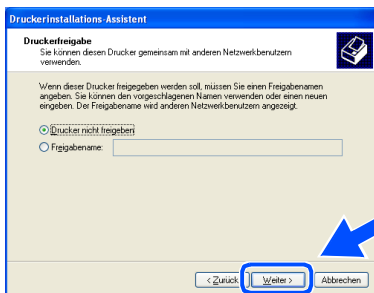 Druckerinstallations-Assistent
Druckerfreigabe
Sie können diesen Drucker gemeinsam mit anderen Netzwerkbenutzern
verwenden.
Wenn dieser Drucker freigegeben werden soll, müssen Sie einen Freigabenamen
angeben. Sie können den vorgeschlagenen Namen verwenden oder einen neuen
eingeben. Der Freigabename wird anderen Netzwerkbenutzern angezeigt.
Drucker nicht freigeben
Freigabename:
< Zurück Weiter > Abbrechen